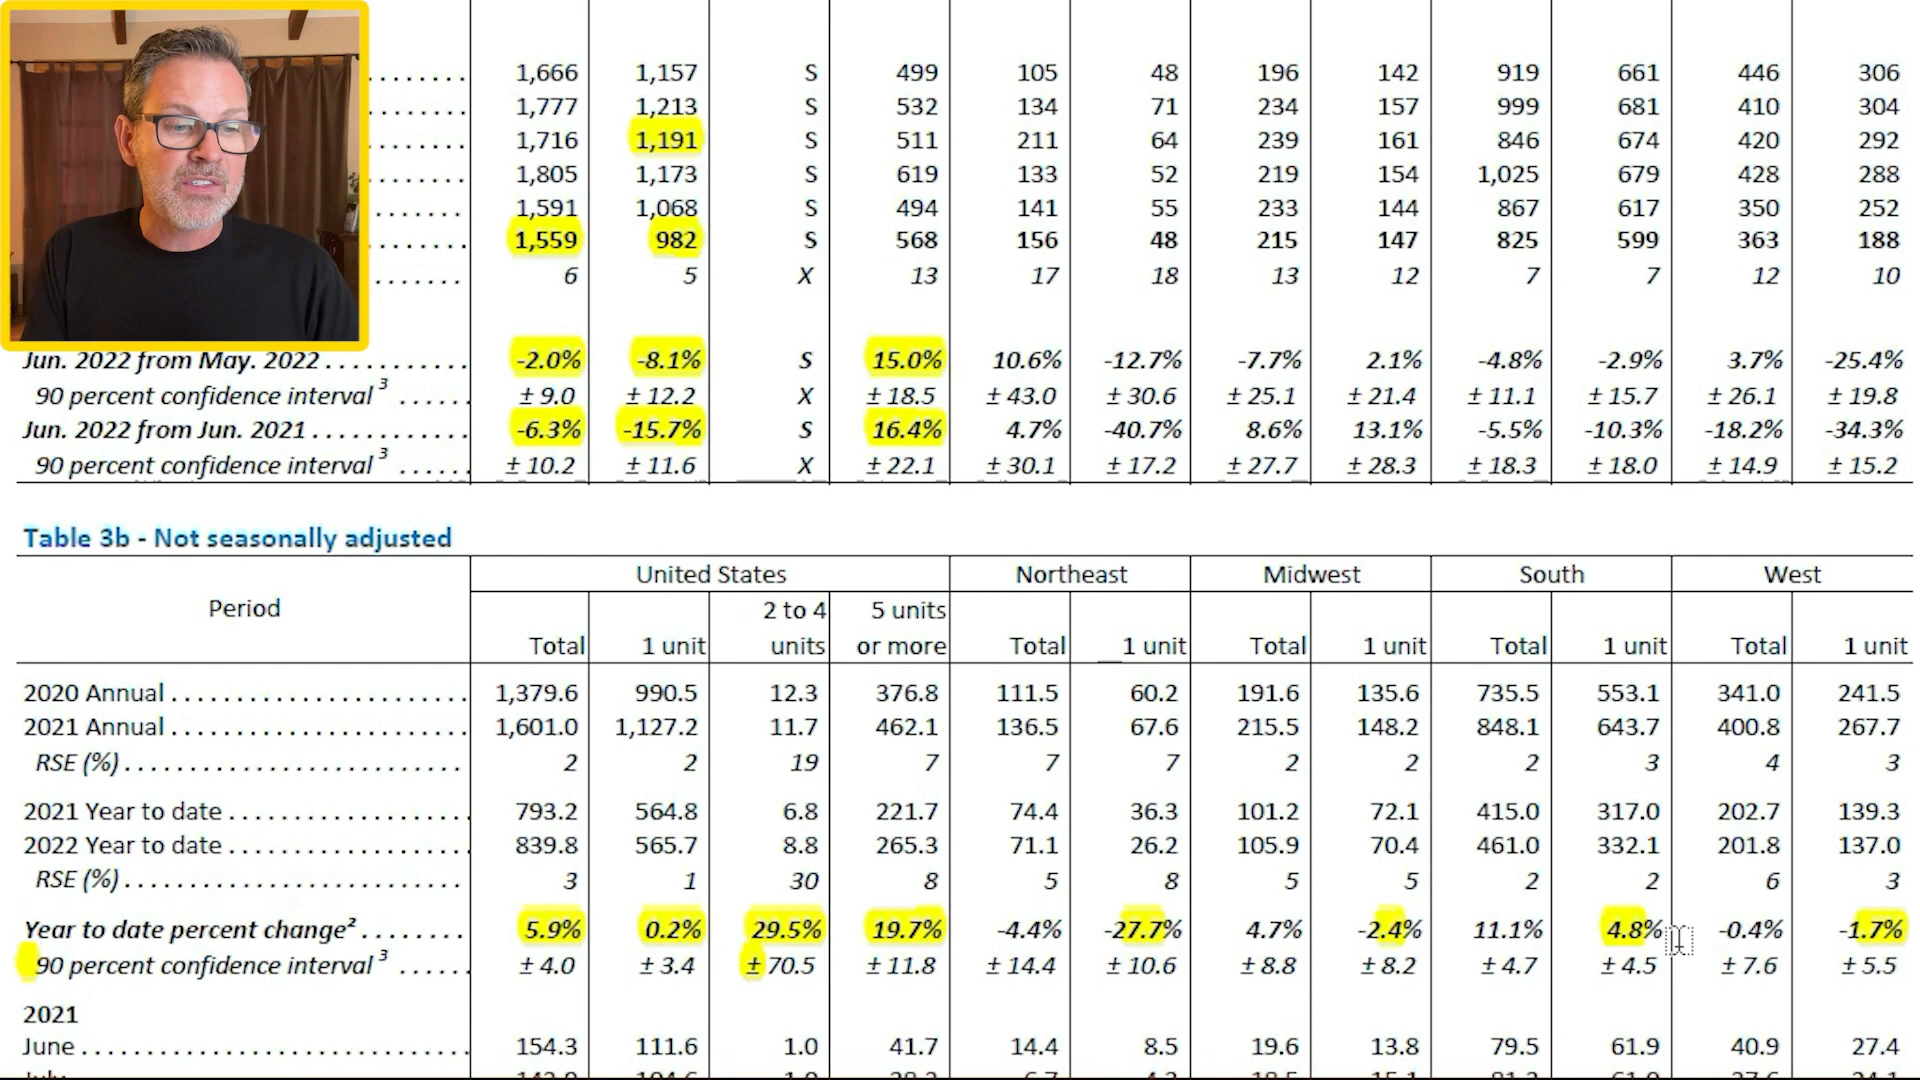 1,666 1,157 S 499 105 48 196 142 919 661 446 306
1,777 1,213 S 532 134 71 234 157 999 681 410 304
1,716 1,191 S 511 211 64 239 161 846 674 420 292
1,805 1,173 S 619 133 52 219 154 1,025 679 428 288
1,591 1,068 S 494 141 55 233 144 867 617 350 252
1,559 982 S 568 156 48 215 147 825 599 363 188
6 5 X 13 17 18 13 12 7 7 12 10
Jun. 2022 from May. 2022 -2.0% -8.1% S 15.0% 10.6% -12.7% -7.7% 2.1% -4.8% -2.9% 3.7% -25.4%
90 percent confidence interval ³ ± 9.0 ± 12.2 X ± 18.5 ± 43.0 ± 30.6 ± 25.1 ± 21.4 ± 11.1 ± 15.7 ± 26.1 ± 19.8
Jun. 2022 from Jun. 2021 -6.3% -15.7% S 16.4% 4.7% -40.7% 8.6% 13.1% -5.5% -10.3% -18.2% -34.3%
90 percent confidence interval ³ ± 10.2 ± 11.6 X ± 22.1 ± 30.1 ± 17.2 ± 27.7 ± 28.3 ± 18.3 ± 18.0 ± 14.9 ± 15.2
Table 3b - Not seasonally adjusted
United States Northeast Midwest South West
Period
2 to 4 5 units
Total 1 unit units or more Total 1 unit Total 1 unit Total 1 unit Total 1 unit
2020 Annual 1,379.6 990.5 12.3 376.8 111.5 60.2 191.6 135.6 735.5 553.1 341.0 241.5
2021 Annual 1,601.0 1,127.2 11.7 462.1 136.5 67.6 215.5 148.2 848.1 643.7 400.8 267.7
RSE (%) 2 2 19 7 7 7 2 2 2 3 4 3
2021 Year to date 793.2 564.8 6.8 221.7 74.4 36.3 101.2 72.1 415.0 317.0 202.7 139.3
2022 Year to date 839.8 565.7 8.8 265.3 71.1 26.2 105.9 70.4 461.0 332.1 201.8 137.0
RSE (%) 3 1 30 8 5 8 5 5 2 2 6 3
Year to date percent change² 5.9% 0.2% 29.5% 19.7% -4.4% -27.7% 4.7% -2.4% 11.1% 4.8% -0.4% -1.7%
90 percent confidence interval ³ ± 4.0 ± 3.4 ± 70.5 ± 11.8 ± 14.4 ± 10.6 ± 8.8 ± 8.2 ± 4.7 ± 4.5 ± 7.6 ± 5.5
2021
June 154.3 111.6 1.0 41.7 14.4 8.5 19.6 13.8 79.5 61.9 40.9 27.4